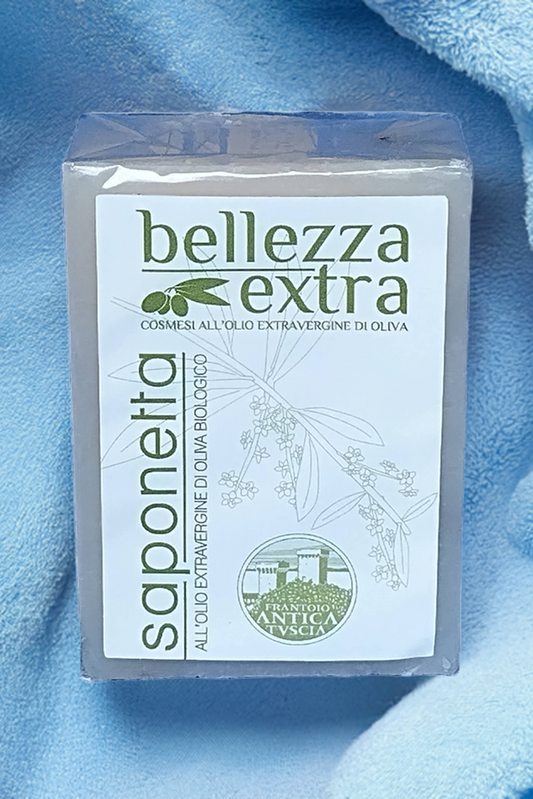 bellezza
extra
COSMESI ALL'OLIO EXTRAVERGINE DI OLIVA
saponetta
ALL'OLIO EXTRAVERGINE DI OLIVA BIOLOGICO
FRANTOIO
ANTICA
TVSCIA